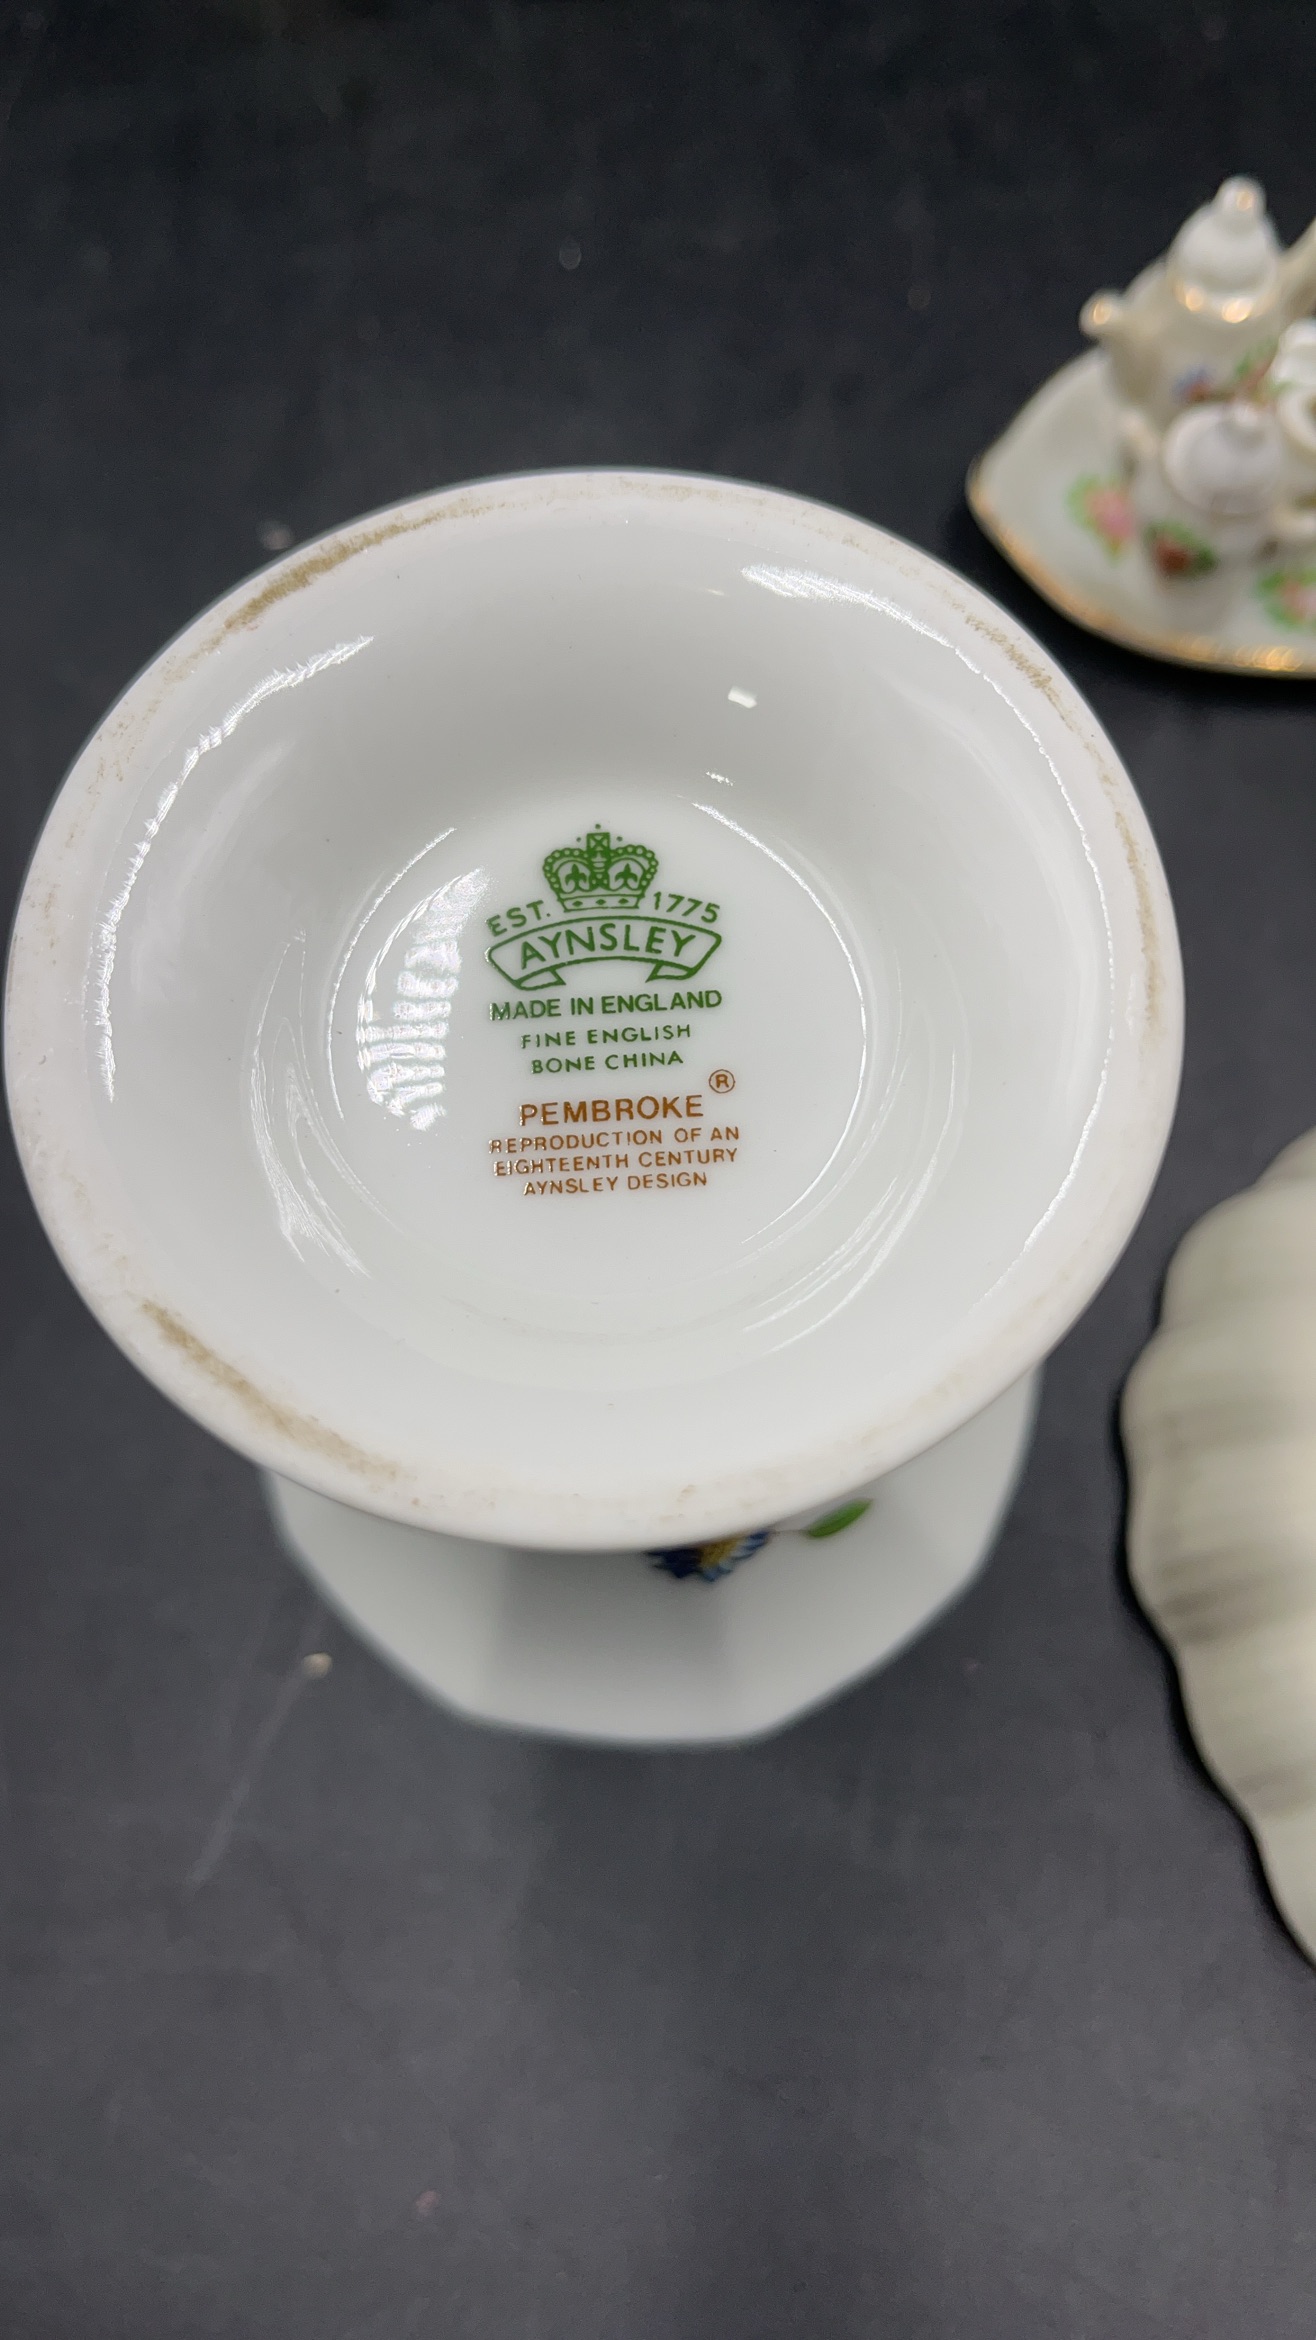 EST. 1775
AYNSLEY
MADE IN ENGLAND
FINE ENGLISH
BONE CHINA
PEMBROKE ®
REPRODUCTION OF AN
EIGHTEENTH CENTURY
AYNSLEY DESIGN